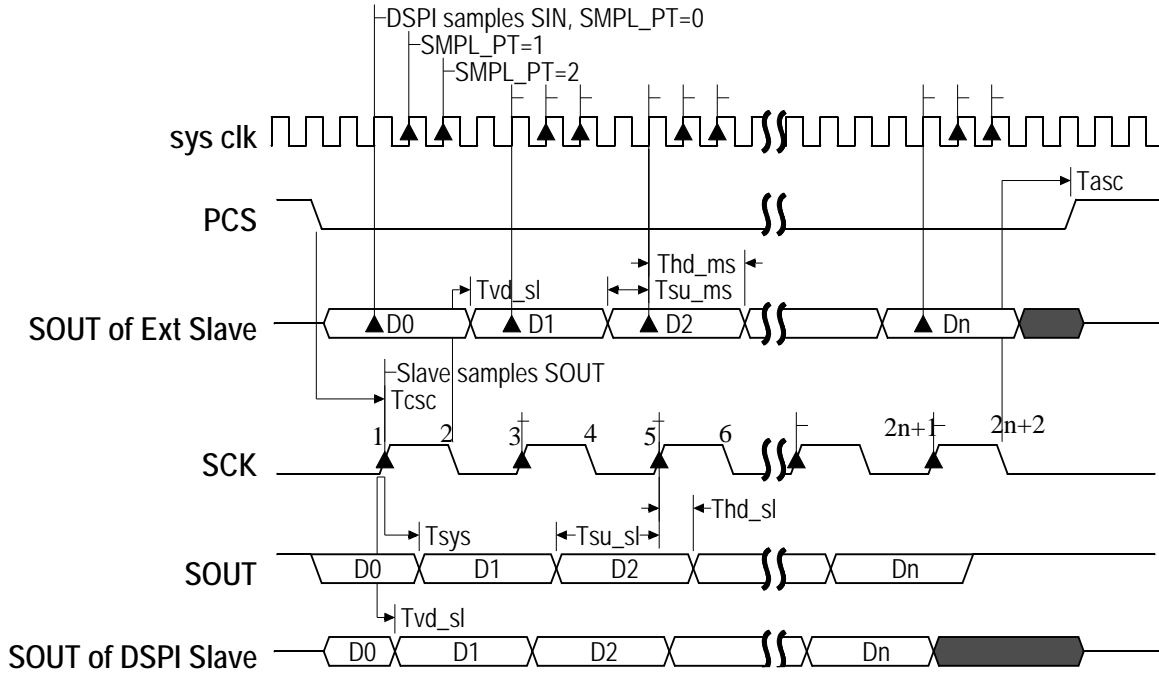 DSPI samples SIN, SMPL_PT=0
SMPL_PT=1
SMPL_PT=2
sys clk
Tasc
PCS
Thd_ms
Tvd_sl
Tsu_ms
SOUT of Ext Slave
D0
D1
D2
Dn
Slave samples SOUT
Tcsc
1
2
3
4
5
6
2n+1
2n+2
SCK
Thd_sl
Tsys
Tsu_sl
SOUT
D0
D1
D2
Dn
Tvd_sl
SOUT of DSPI Slave
D0
D1
D2
Dn